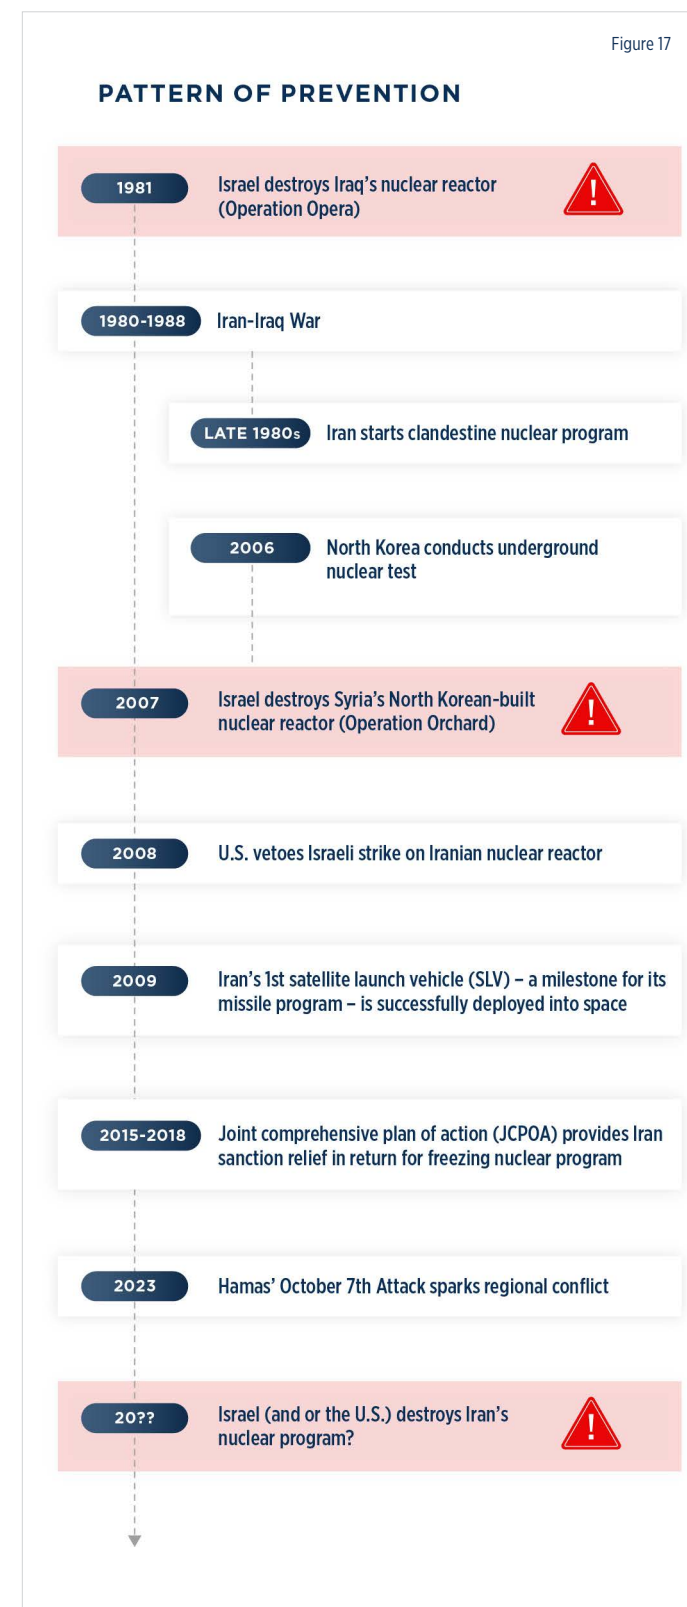 Figure 17
PATTERN OF PREVENTION
1981
Israel destroys Iraq’s nuclear reactor
(Operation Opera)
!
1980-1988
Iran-Iraq War
LATE 1980s
Iran starts clandestine nuclear program
2006
North Korea conducts underground
nuclear test
2007
Israel destroys Syria’s North Korean-built
nuclear reactor (Operation Orchard)
!
2008
U.S. vetoes Israeli strike on Iranian nuclear reactor
2009
Iran’s 1st satellite launch vehicle (SLV) – a milestone for its
missile program – is successfully deployed into space
2015-2018
Joint comprehensive plan of action (JCPOA) provides Iran
sanction relief in return for freezing nuclear program
2023
Hamas’ October 7th Attack sparks regional conflict
20??
Israel (and or the U.S.) destroys Iran’s
nuclear program?
!